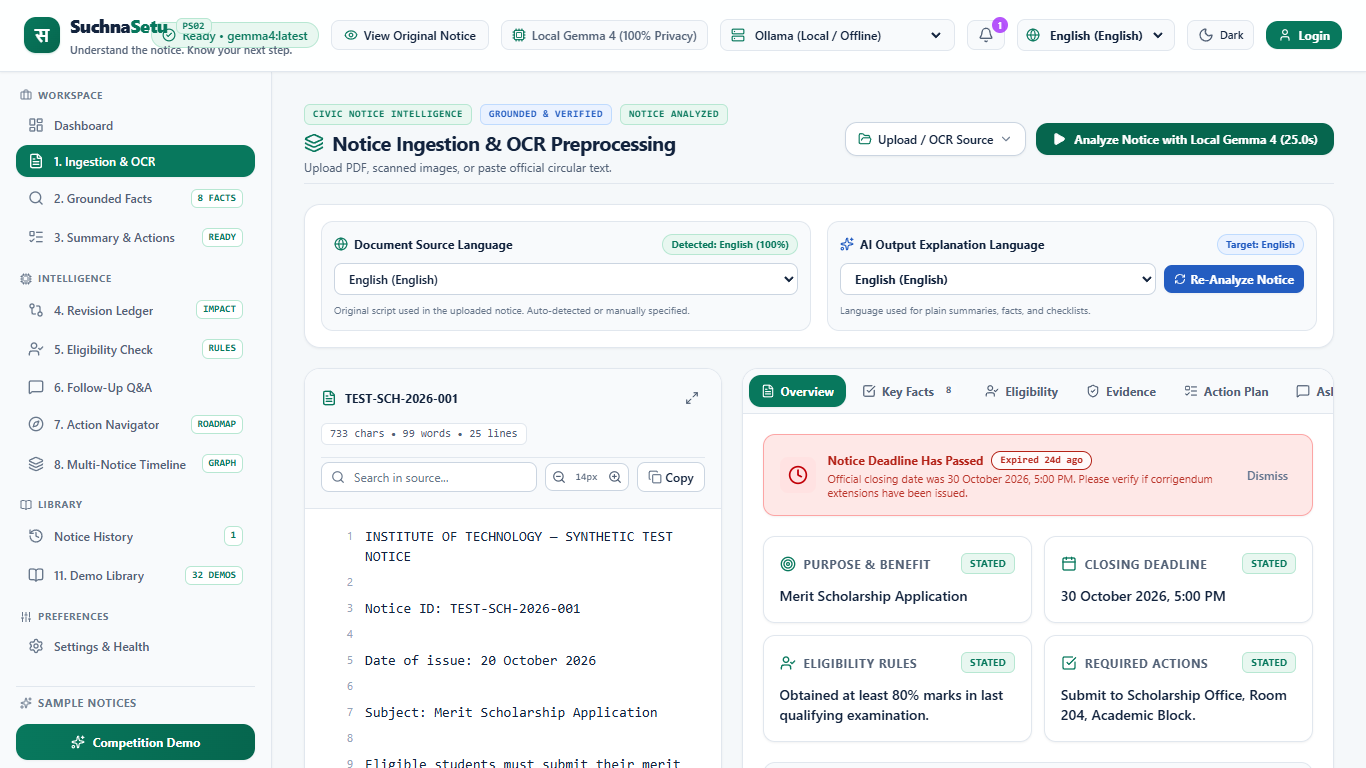 स
SuchnaSetu
PS02
Understand the notice. Know your next step.
Ready • gemma4:latest
View Original Notice
Local Gemma 4 (100% Privacy)
Ollama (Local / Offline)
1
English (English)
Dark
Login
WORKSPACE
Dashboard
1. Ingestion & OCR
2. Grounded Facts
8 FACTS
3. Summary & Actions
READY
INTELLIGENCE
4. Revision Ledger
IMPACT
5. Eligibility Check
RULES
6. Follow-Up Q&A
7. Action Navigator
ROADMAP
8. Multi-Notice Timeline
GRAPH
LIBRARY
Notice History
1
11. Demo Library
32 DEMOS
PREFERENCES
Settings & Health
SAMPLE NOTICES
Competition Demo
CIVIC NOTICE INTELLIGENCE
GROUNDED & VERIFIED
NOTICE ANALYZED
Notice Ingestion & OCR Preprocessing
Upload PDF, scanned images, or paste official circular text.
Upload / OCR Source
Analyze Notice with Local Gemma 4 (25.0s)
Document Source Language
Detected: English (100%)
English (English)
Original script used in the uploaded notice. Auto-detected or manually specified.
AI Output Explanation Language
Target: English
English (English)
Re-Analyze Notice
Language used for plain summaries, facts, and checklists.
TEST-SCH-2026-001
733 chars • 99 words • 25 lines
Search in source...
14px
Copy
1 INSTITUTE OF TECHNOLOGY — SYNTHETIC TEST
NOTICE
2
3 Notice ID: TEST-SCH-2026-001
4
5 Date of issue: 20 October 2026
6
7 Subject: Merit Scholarship Application
8
9 Eligible students must submit their merit
Overview
Key Facts 8
Eligibility
Evidence
Action Plan
Notice Deadline Has Passed
Expired 24d ago
Official closing date was 30 October 2026, 5:00 PM. Please verify if corrigendum
extensions have been issued.
Dismiss
PURPOSE & BENEFIT
STATED
Merit Scholarship Application
CLOSING DEADLINE
STATED
30 October 2026, 5:00 PM
ELIGIBILITY RULES
STATED
Obtained at least 80% marks in last
qualifying examination.
REQUIRED ACTIONS
STATED
Submit to Scholarship Office, Room
204, Academic Block.